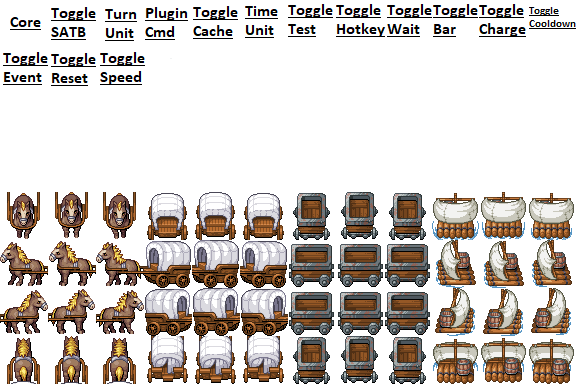 Core
Toggle SATB
Turn Unit
Plugin Cmd
Toggle Cache
Time Unit
Toggle Test
Toggle Hotkey
Toggle Wait
Toggle Bar
Toggle Charge
Toggle Cooldown
Toggle Event
Toggle Reset
Toggle Speed